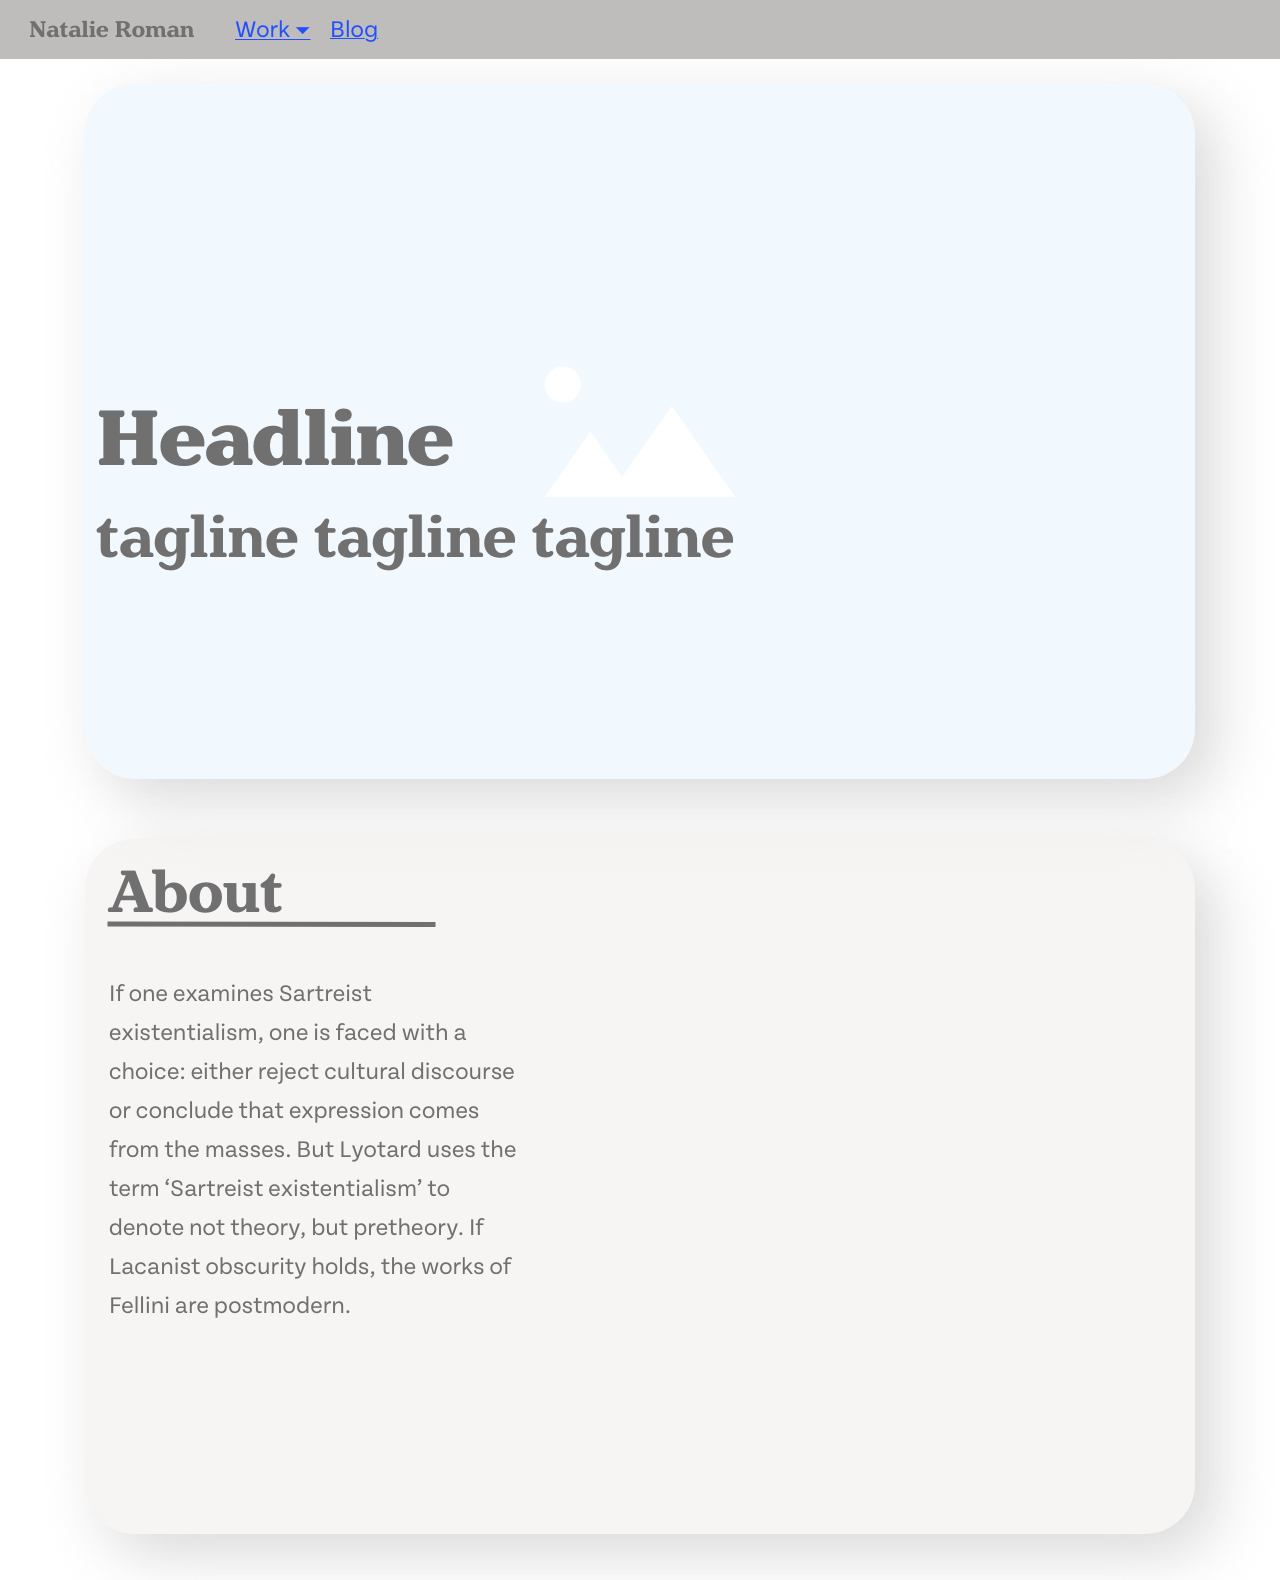 Natalie Roman Work Blog
Headline
tagline tagline tagline
About
If one examines Sartreist
existentialism, one is faced with a
choice: either reject cultural discourse
or conclude that expression comes
from the masses. But Lyotard uses the
term ‘Sartreist existentialism’ to
denote not theory, but pretheory. If
Lacanist obscurity holds, the works of
Fellini are postmodern.